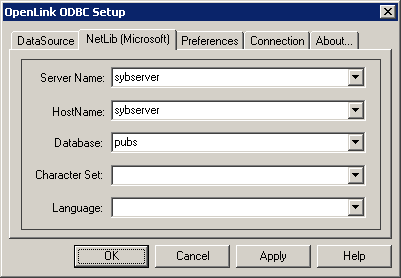 OpenLink ODBC Setup
DataSource NetLib (Microsoft) Preferences Connection About...
Server Name: sybserver
HostName: sybserver
Database: pubs
Character Set:
Language:
OK Cancel Apply Help